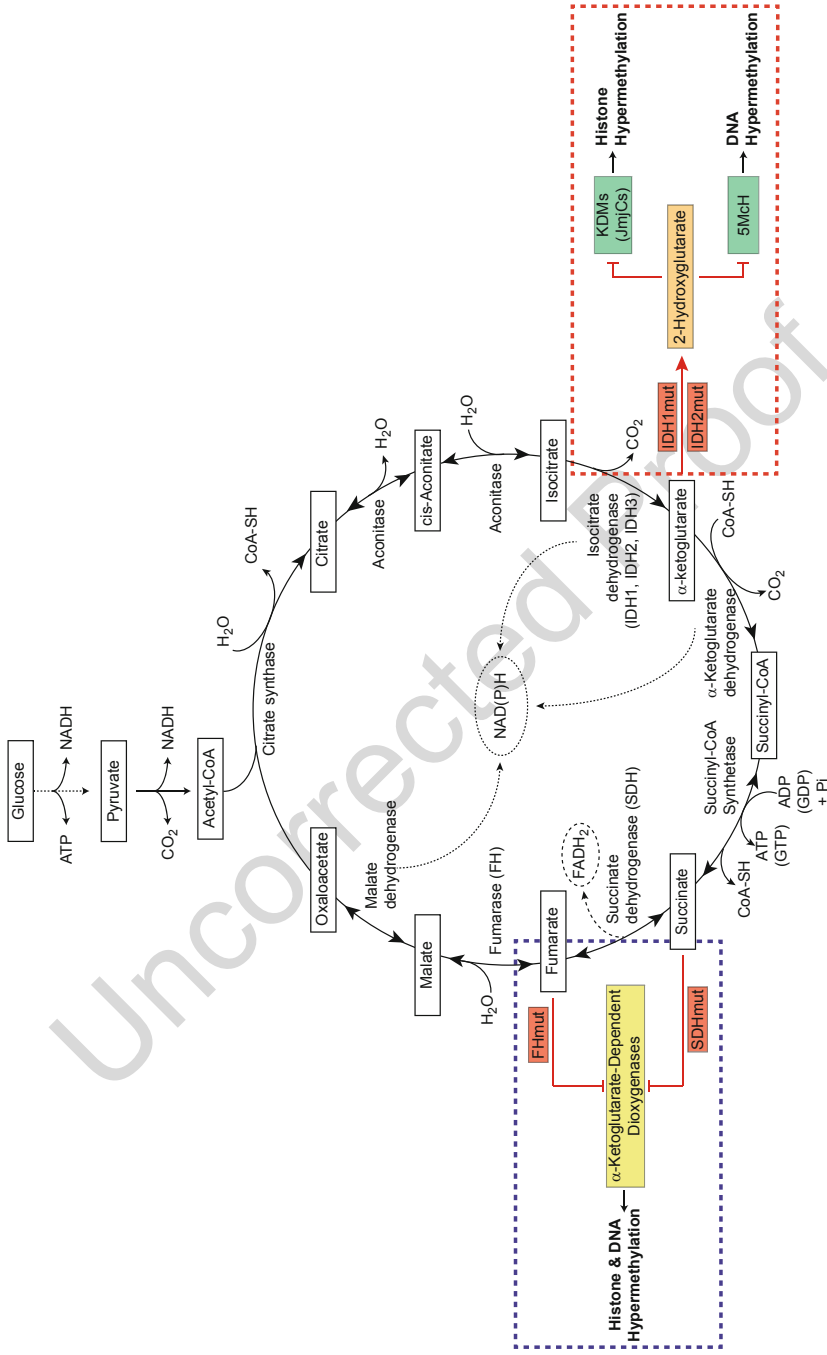 Glucose
ATP
NADH
Pyruvate
CO2
NADH
Acetyl-CoA
H2O
CoA-SH
Citrate synthase
Oxaloacetate
Citrate
Malate
dehydrogenase
Aconitase
H2O
Malate
cis-Aconitate
H2O
Fumarase (FH)
NAD(P)H
Aconitase
H2O
Fumarate
Isocitrate
FADH2
Succinate
dehydrogenase (SDH)
Isocitrate
dehydrogenase
(IDH1, IDH2, IDH3)
CO2
Succinate
α-ketoglutarate
CoA-SH
Succinyl-CoA
Synthetase
α-Ketoglutarate
dehydrogenase
CoA-SH
ATP
(GTP)
ADP
(GDP)
+ Pi
Succinyl-CoA
CO2
FHmut
α-Ketoglutarate-Dependent
Dioxygenases
SDHmut
Histone & DNA
Hypermethylation
IDH1mut
IDH2mut
2-Hydroxyglutarate
KDMs
(JmjCs)
Histone
Hypermethylation
5McH
DNA
Hypermethylation
Uncorrected Proof